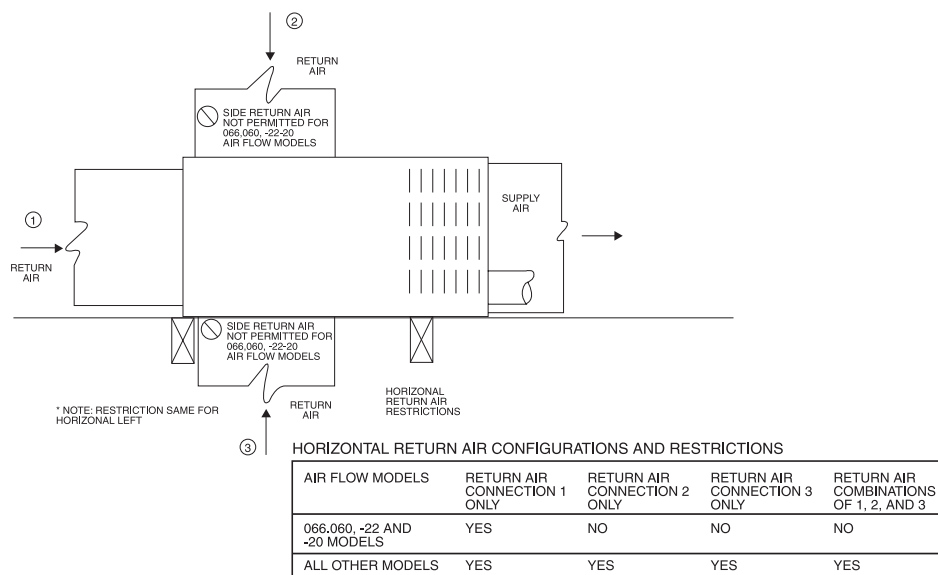 ②
RETURN
AIR
SIDE RETURN AIR
NOT PERMITTED FOR
066,060, -22-20
AIR FLOW MODELS
①
RETURN
AIR
SUPPLY
AIR
SIDE RETURN AIR
NOT PERMITTED FOR
066,060, -22-20
AIR FLOW MODELS
* NOTE: RESTRICTION SAME FOR
HORIZONAL LEFT
③
RETURN
AIR
HORIZONAL
RETURN AIR
RESTRICTIONS
HORIZONTAL RETURN AIR CONFIGURATIONS AND RESTRICTIONS
AIR FLOW MODELS
RETURN AIR
CONNECTION 1
ONLY
RETURN AIR
CONNECTION 2
ONLY
RETURN AIR
CONNECTION 3
ONLY
RETURN AIR
COMBINATIONS
OF 1, 2, AND 3
066.060, -22 AND
-20 MODELS
YES
NO
NO
NO
ALL OTHER MODELS
YES
YES
YES
YES